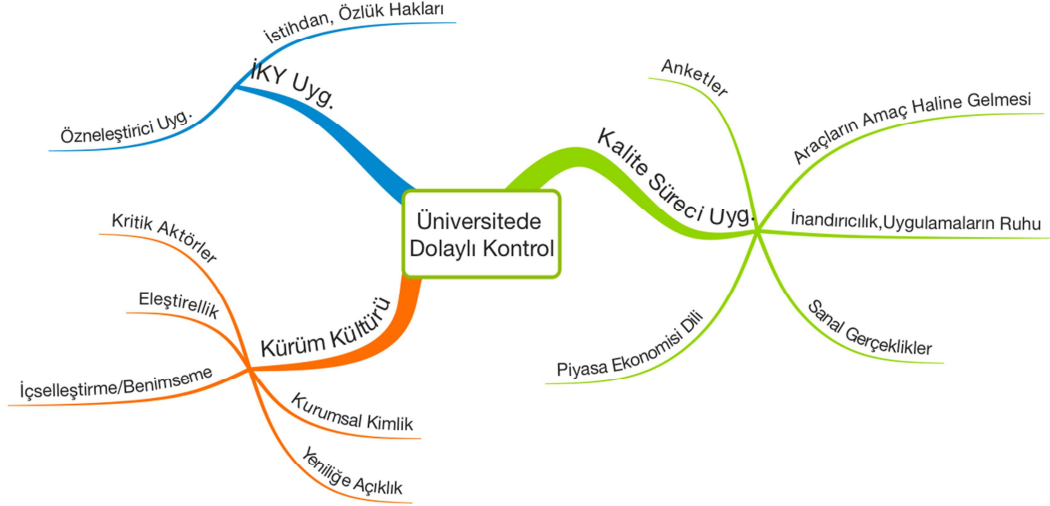 Üniversitede
Dolaylı Kontrol
İKY Uyg.
İstihdan, Özlük Hakları
Özneleştirici Uyg.
Kalite Süreci Uyg.
Anketler
Araçların Amaç Haline Gelmesi
İnandırıcılık,Uygulamaların Ruhu
Sanal Gerçeklikler
Piyasa Ekonomisi Dili
Kürüm Kültürü
Kritik Aktörler
Eleştirellik
İçselleştirme/Benimseme
Kurumsal Kimlik
Yeniliğe Açıklık